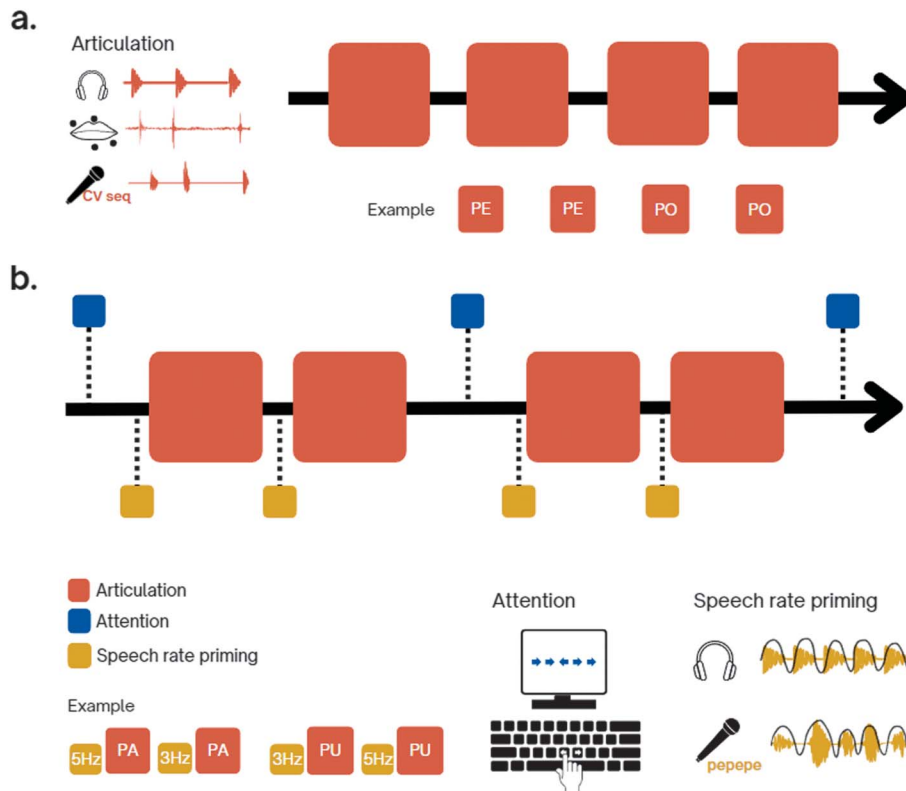 a.
Articulation
CV seq
Example
PE
PE
PO
PO
b.
Articulation
Attention
Speech rate priming
Example
5Hz
PA
3Hz
PA
3Hz
PU
5Hz
PU
Attention
Speech rate priming
pepepe